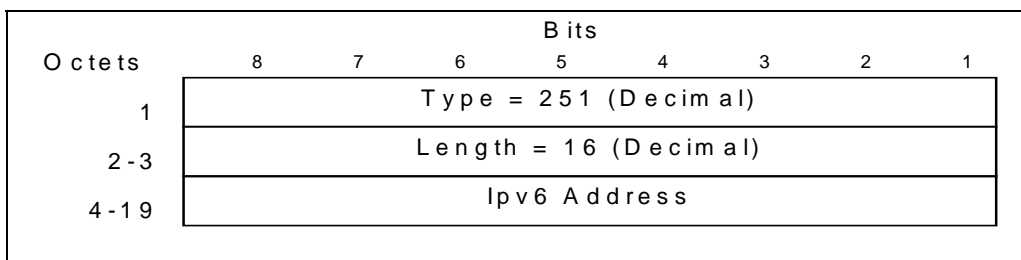 Bits
Octets 8 7 6 5 4 3 2 1
1 Type = 251 (Decimal)
2-3 Length = 16 (Decimal)
4-19 Ipv6 Address